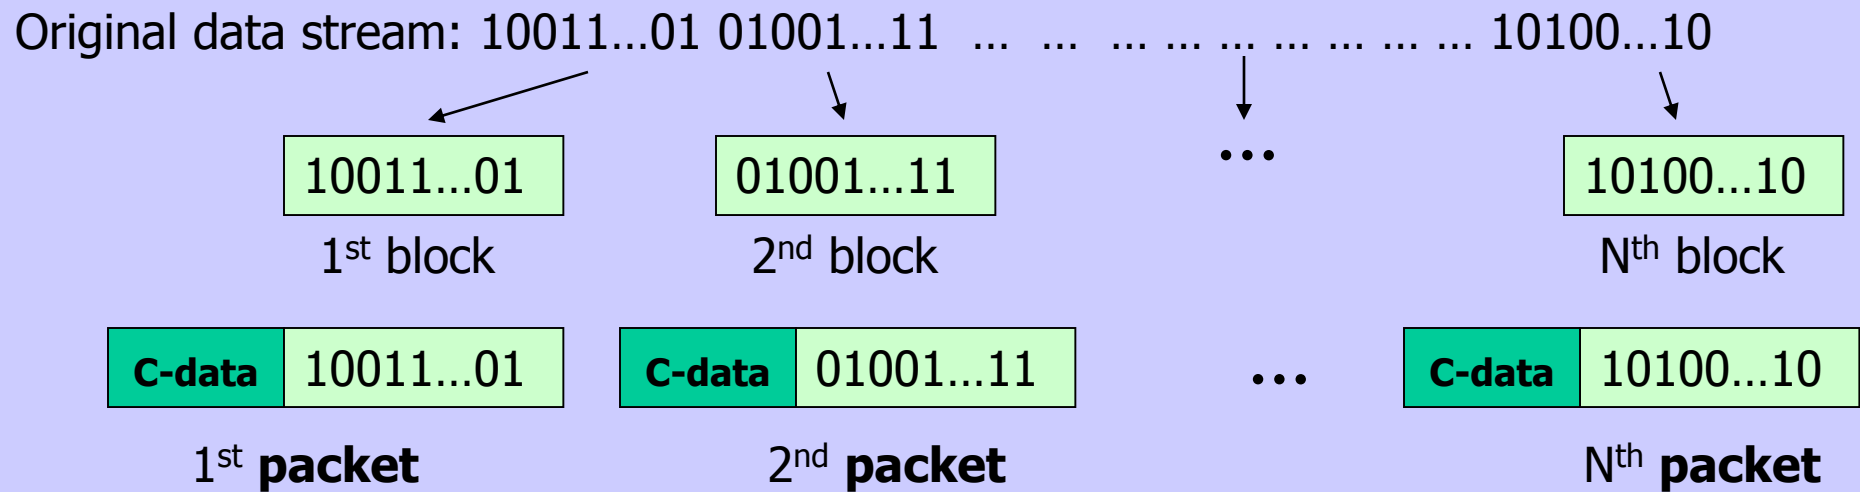 Original data stream: 10011…01 01001…11 … … … … … … … … … 10100…10
10011…01 01001…11 … 10100…10
1st block 2nd block Nth block
C-data 10011…01 C-data 01001…11 … C-data 10100…10
1st packet 2nd packet Nth packet